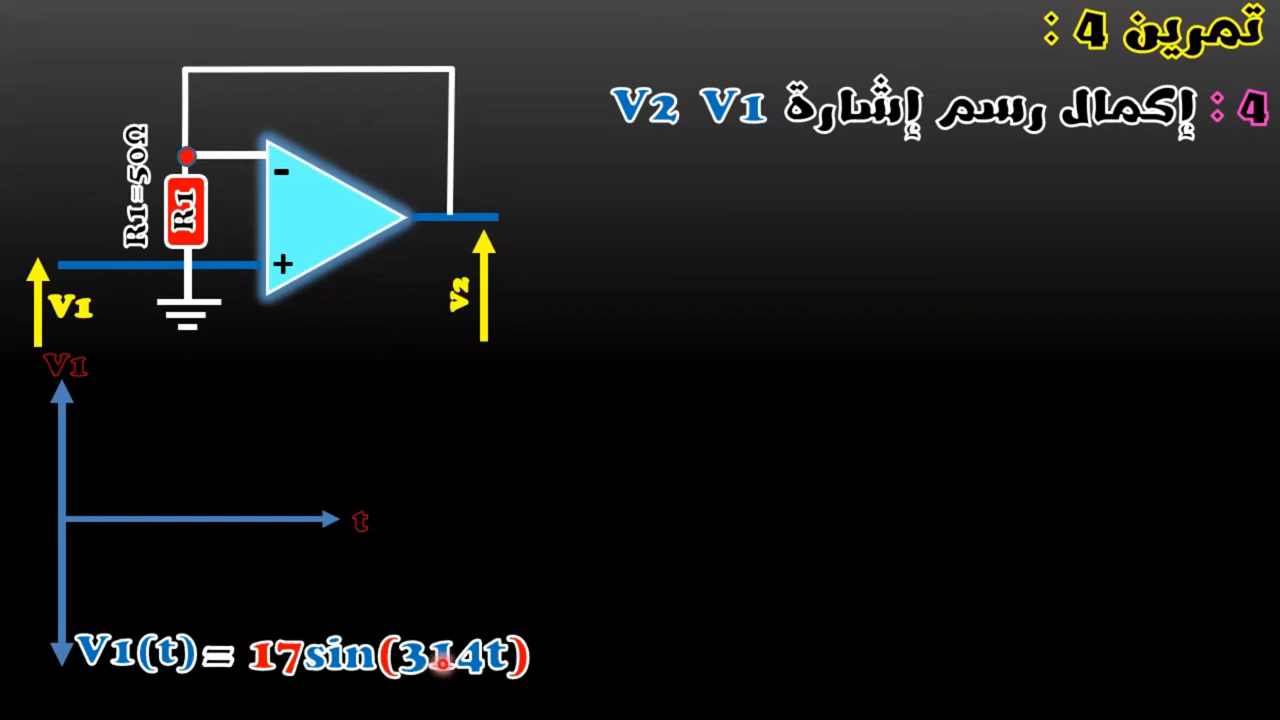 تمرين 4 :
4 : إكمال رسم إشارة V1 V2
R1=50Ω
R1
-
+
V1
V2
V1
t
V1(t)= 17sin(314t)